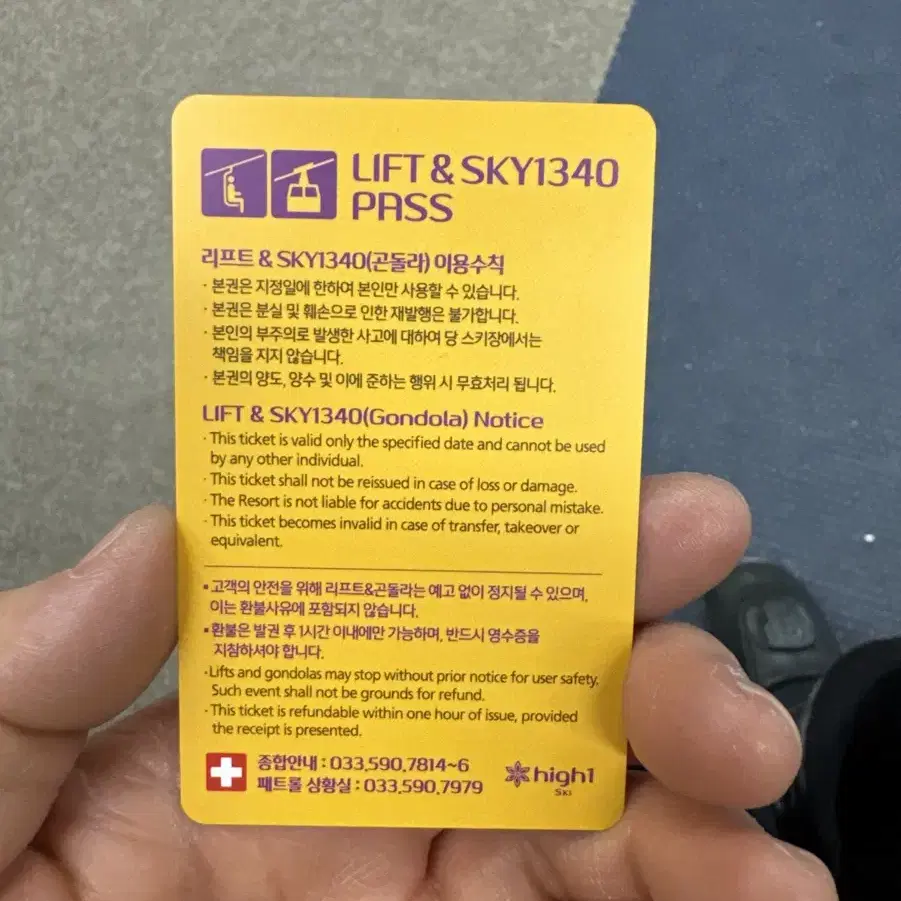 LIFT & SKY1340
PASS
리프트 & SKY1340(곤돌라) 이용수칙
· 본권은 지정일에 한하여 본인만 사용할 수 있습니다.
· 본권은 분실 및 훼손으로 인한 재발행은 불가합니다.
· 본인의 부주의로 발생한 사고에 대하여 당 스키장에서는
책임을 지지 않습니다.
· 본권의 양도, 양수 및 이에 준하는 행위 시 무효처리 됩니다.
LIFT & SKY1340(Gondola) Notice
· This ticket is valid only the specified date and cannot be used
by any other individual.
· This ticket shall not be reissued in case of loss or damage.
· The Resort is not liable for accidents due to personal mistake.
· This ticket becomes invalid in case of transfer, takeover or
equivalent.
▪ 고객의 안전을 위해 리프트&곤돌라는 예고 없이 정지될 수 있으며,
이는 환불사유에 포함되지 않습니다.
▪ 환불은 발권 후 1시간 이내에만 가능하며, 반드시 영수증을
지참하셔야 합니다.
· Lifts and gondolas may stop without prior notice for user safety.
Such event shall not be grounds for refund.
· This ticket is refundable within one hour of issue, provided
the receipt is presented.
종합안내 : 033.590.7814~6
패트롤 상황실 : 033.590.7979
high1
SKI